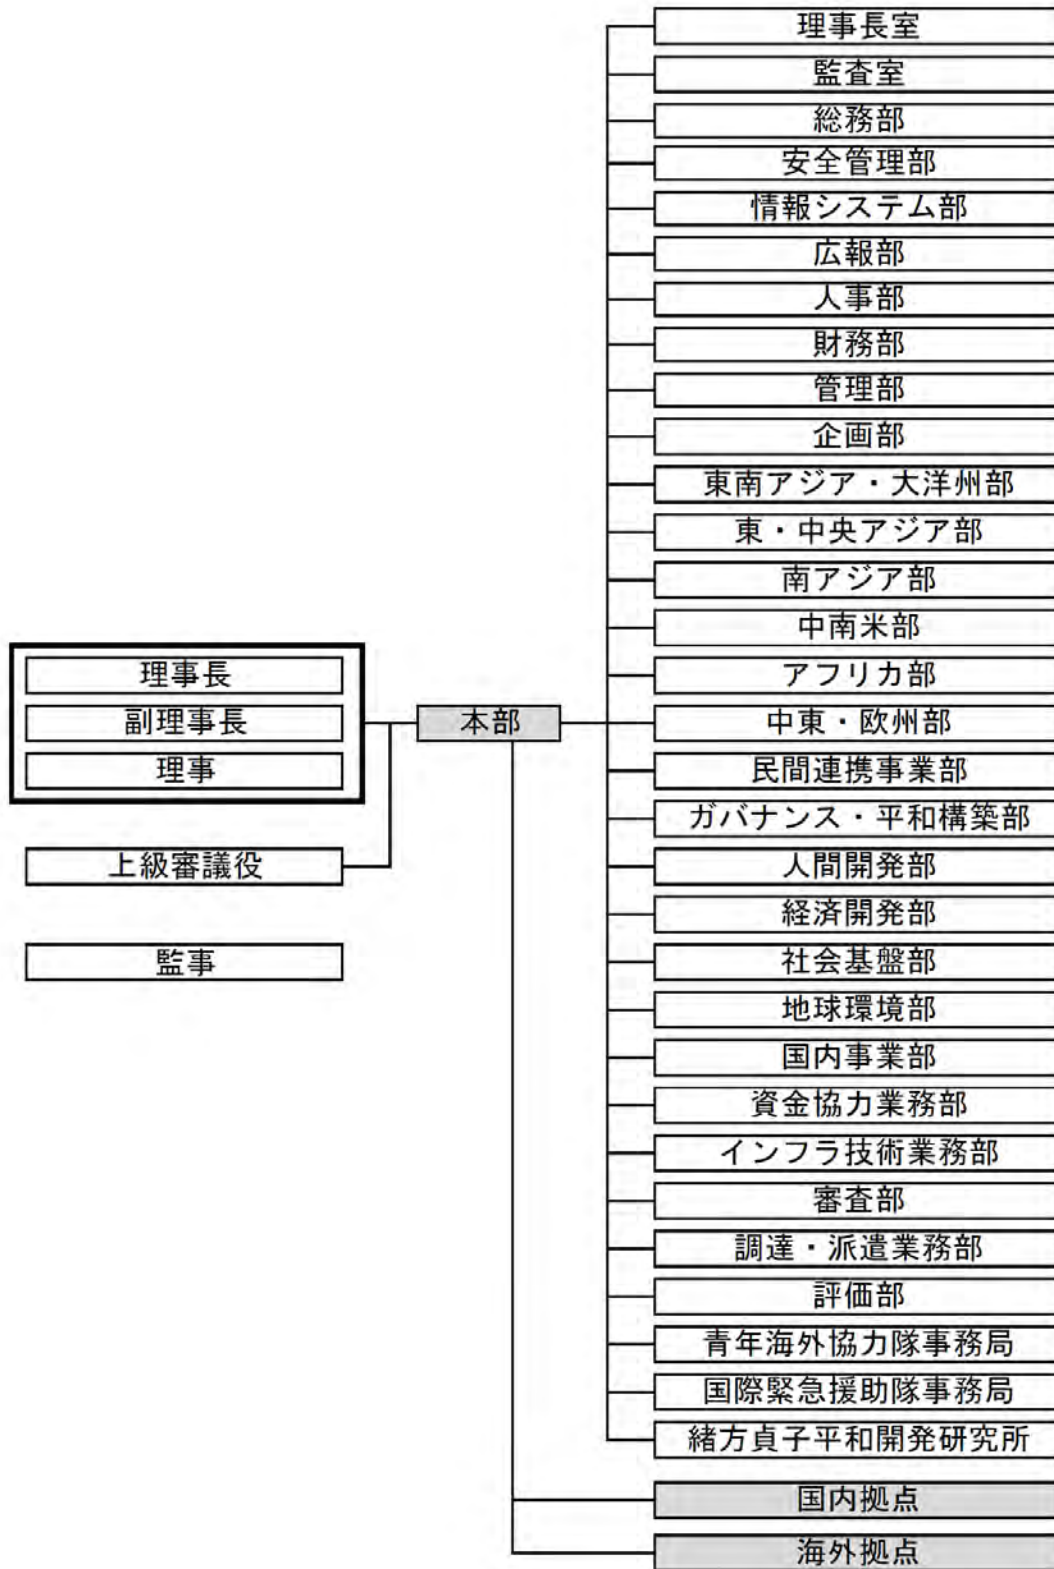 理事長
副理事長
理事
上級審議役
監事
本部
理事長室
監査室
総務部
安全管理部
情報システム部
広報部
人事部
財務部
管理部
企画部
東南アジア・大洋州部
東・中央アジア部
南アジア部
中南米部
アフリカ部
中東・欧州部
民間連携事業部
ガバナンス・平和構築部
人間開発部
経済開発部
社会基盤部
地球環境部
国内事業部
資金協力業務部
インフラ技術業務部
審査部
調達・派遣業務部
評価部
青年海外協力隊事務局
国際緊急援助隊事務局
緒方貞子平和開発研究所
国内拠点
海外拠点